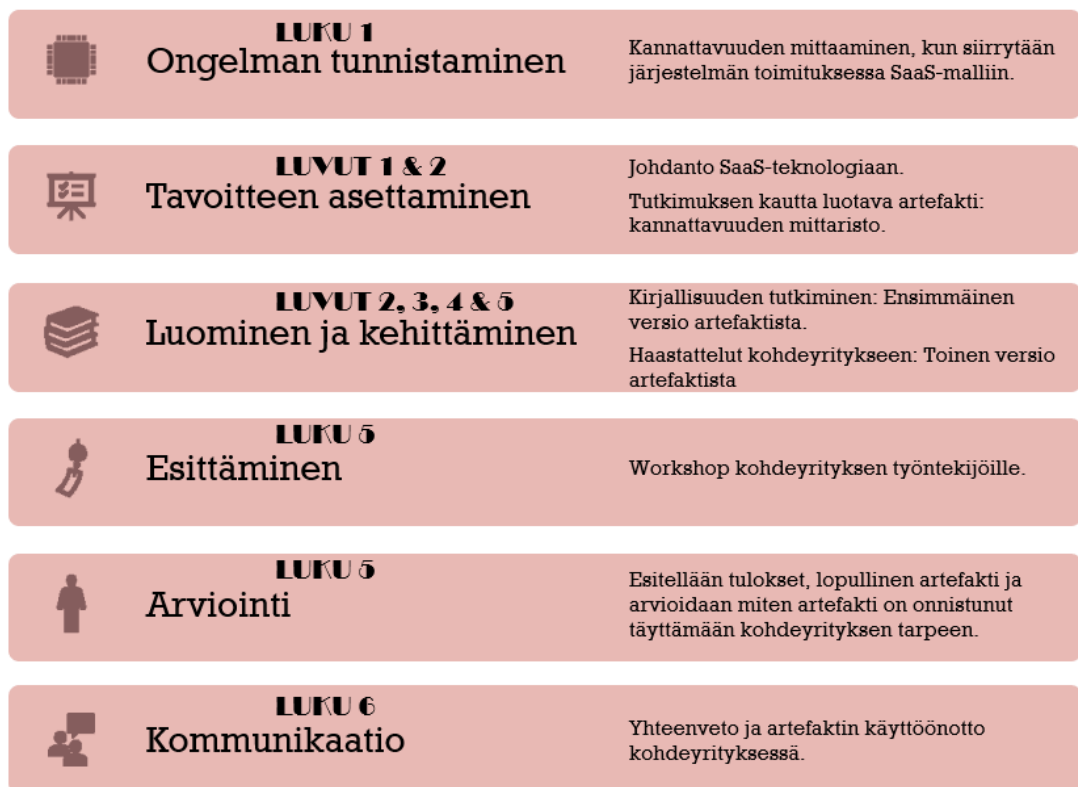 LUKU 1
Ongelman tunnistaminen
Kannattavuuden mittaaminen, kun siirrytään
järjestelmän toimituksessa SaaS-malliin.
LUVUT 1 & 2
Tavoitteen asettaminen
Johdanto SaaS-teknologiaan.
Tutkimuksen kautta luotava artefakti:
kannattavuuden mittaristo.
LUVUT 2, 3, 4 & 5
Luominen ja kehittäminen
Kirjallisuuden tutkiminen: Ensimmäinen
versio artefaktista.
Haastattelut kohdeyritykseen: Toinen versio
artefaktista
LUKU 5
Esittäminen
Workshop kohdeyrityksen työntekijöille.
LUKU 5
Arviointi
Esitellään tulokset, lopullinen artefakti ja
arvioidaan miten artefakti on onnistunut
täyttämään kohdeyrityksen tarpeen.
LUKU 6
Kommunikaatio
Yhteenveto ja artefaktin käyttöönotto
kohdeyrityksessä.